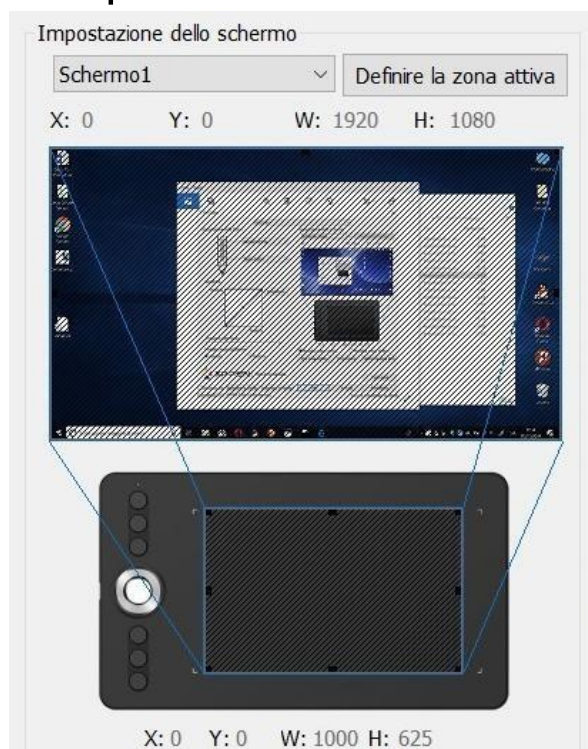 Impostazione dello schermo
Schermo1
Definire la zona attiva
X: 0 Y: 0 W: 1920 H: 1080
X: 0 Y: 0 W: 1000 H: 625